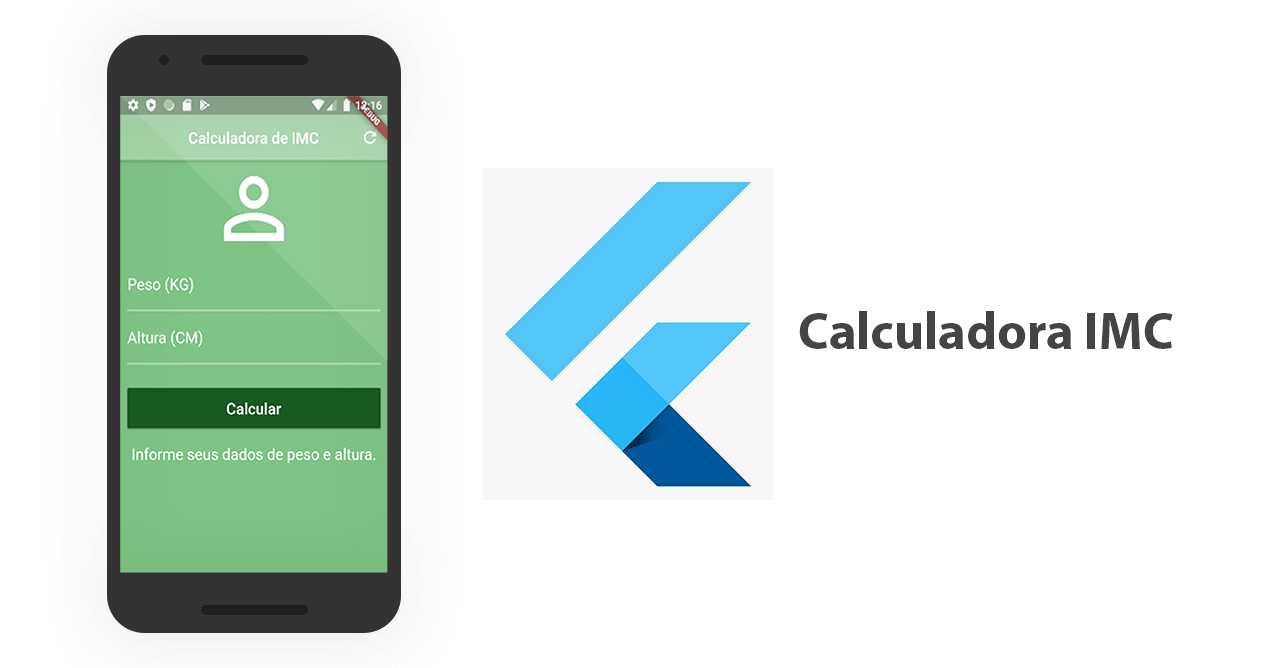 12:16
DEBUG
Calculadora de IMC
Peso (KG)
Altura (CM)
Calcular
Informe seus dados de peso e altura.
Calculadora IMC